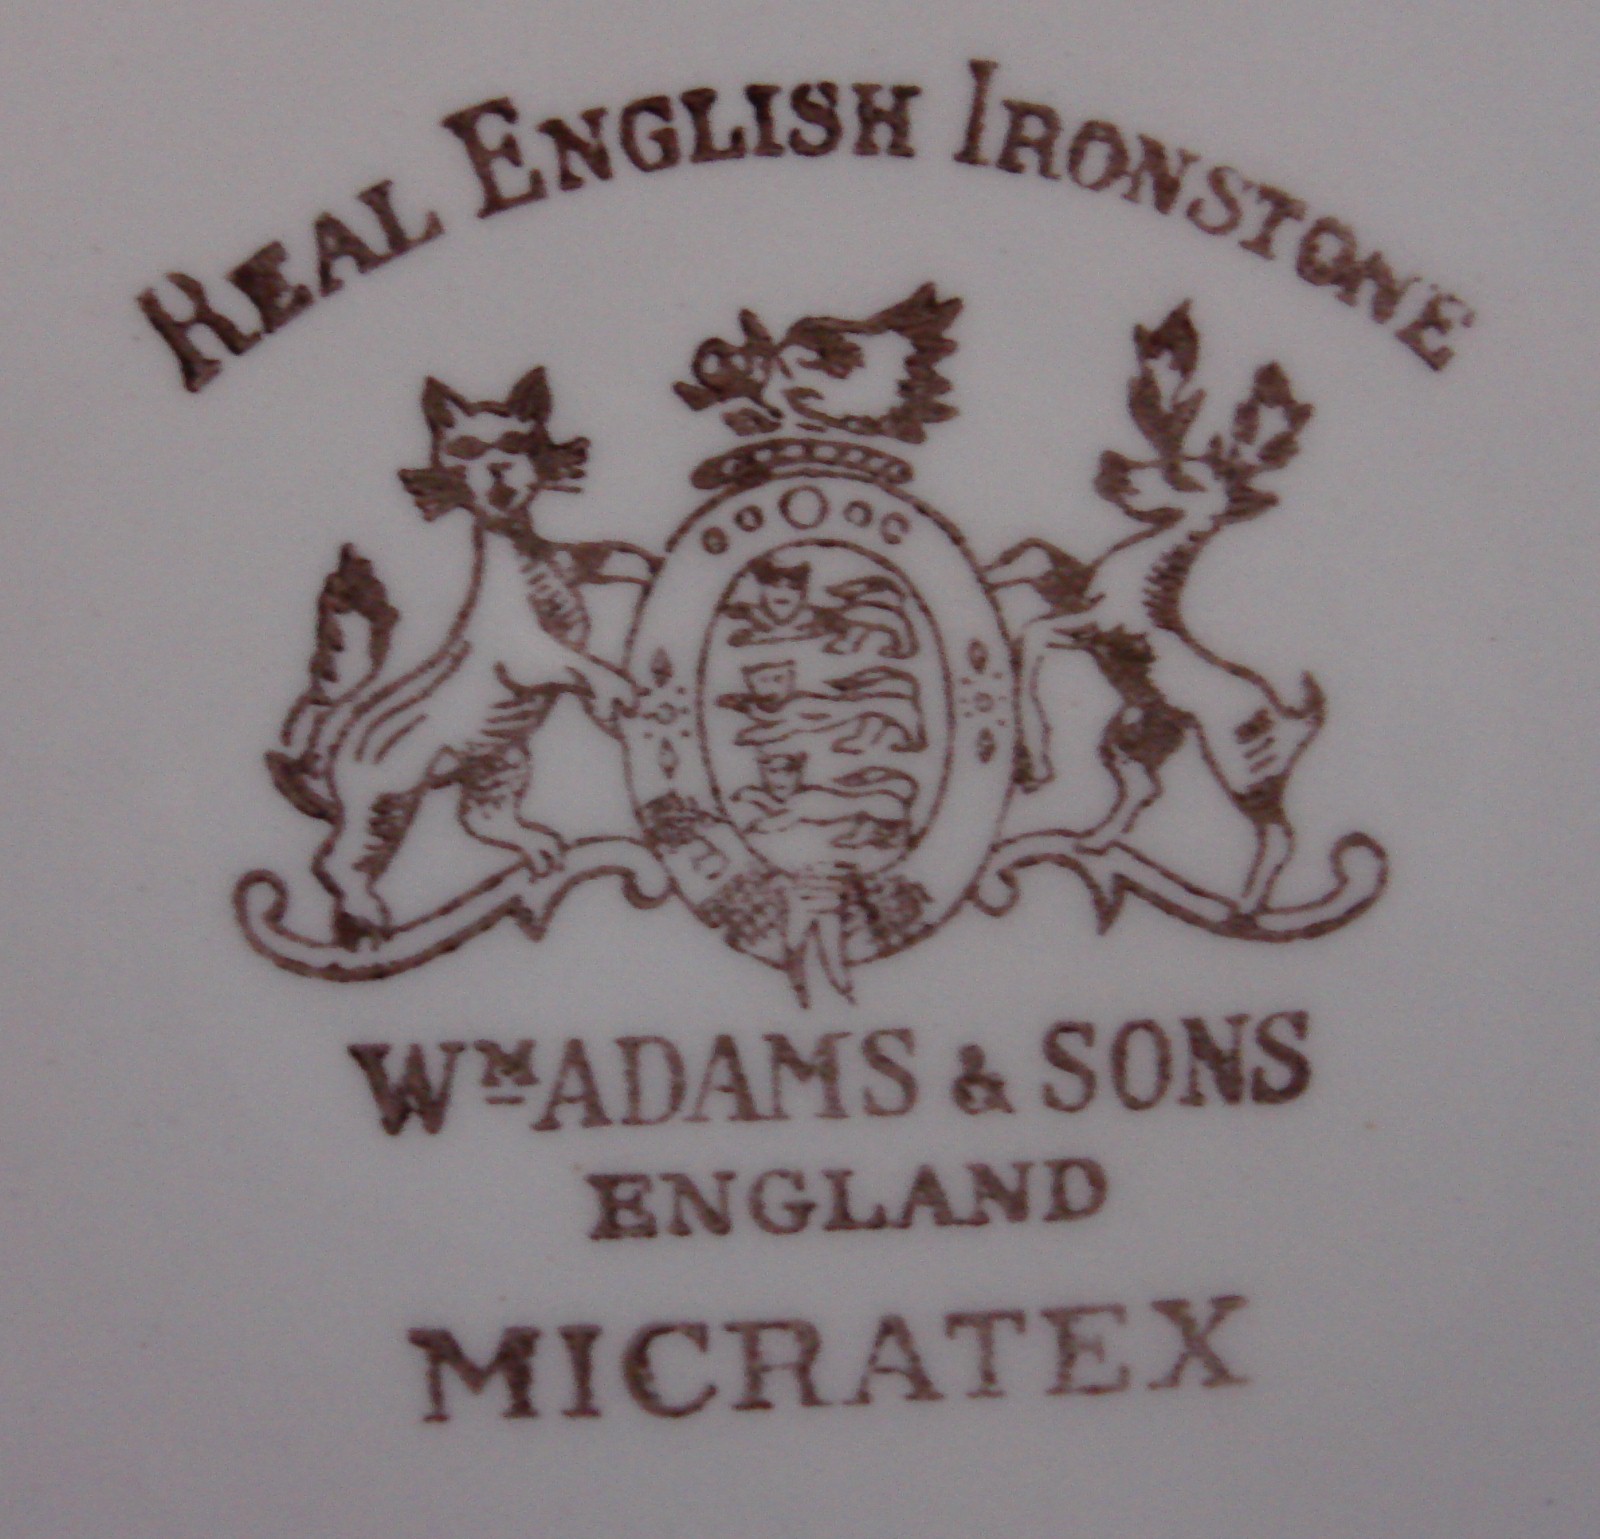 REAL ENGLISH IRONSTONE
WM ADAMS & SONS
ENGLAND
MICRATEX